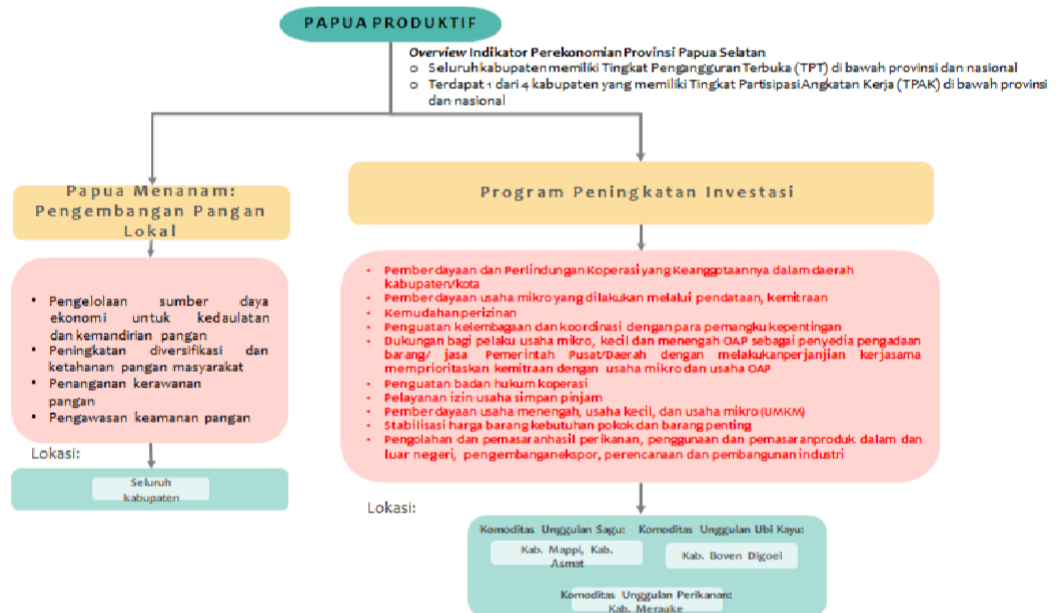 PAPUA PRODUKTIF
Overview Indikator Perekonomian Provinsi Papua Selatan
o Seluruh kabupaten memiliki Tingkat Pengangguran Terbuka (TPT) di bawah provinsi dan nasional
o Terdapat 1 dari 4 kabupaten yang memiliki Tingkat Partisipasi Angkatan Kerja (TPAK) di bawah provinsi
dan nasional
Papua Menanam:
Pengembangan Pangan
Lokal
• Pengelolaan sumber daya
ekonomi untuk kedaulatan
dan kemandirian pangan
• Peningkatan diversifikasi dan
ketahanan pangan masyarakat
• Penanganan kerawanan
pangan
• Pengawasan keamanan pangan
Lokasi:
Seluruh
kabupaten
Program Peningkatan Investasi
• Pemberdayaan dan Perlindungan Koperasi yang Keanggotaannya dalam daerah
kabupaten/kota
• Pemberdayaan usaha mikro yang dilakukan melalui pendataan, kemitraan
• Kemudahan perizinan
• Penguatan kelembagaan dan koordinasi dengan para pemangku kepentingan
• Dukungan bagi pelaku usaha mikro, kecil dan menengah OAP sebagai penyedia pengadaan
barang/ jasa Pemerintah Pusat/Daerah dengan melakukanperjanjian kerjasama
memprioritaskan kemitraan dengan usaha mikro dan usaha OAP
• Penguatan badan hukum koperasi
• Pelayanan izin usaha simpan pinjam
• Pemberdayaan usaha menengah, usaha kecil, dan usaha mikro (UMKM)
• Stabilisasi harga barang kebutuhan pokok dan barang penting
• Pengolahan dan pemasaranhasil perikanan, penggunaan dan pemasaranproduk dalam dan
luar negeri, pengembanganekspor, perencanaan dan pembangunan industri
Lokasi:
Komoditas Unggulan Sagu:
Kab. Mappi, Kab.
Asmat
Komoditas Unggulan Ubi Kayu:
Kab. Boven Digoel
Komoditas Unggulan Perikanan:
Kab. Merauke